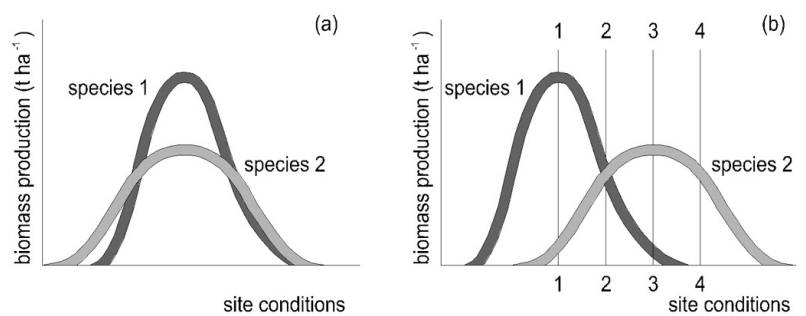 (a)
biomass production (t ha⁻¹)
species 1
species 2
site conditions
1 2 3 4
(b)
biomass production (t ha⁻¹)
species 1
species 2
1 2 3 4
site conditions